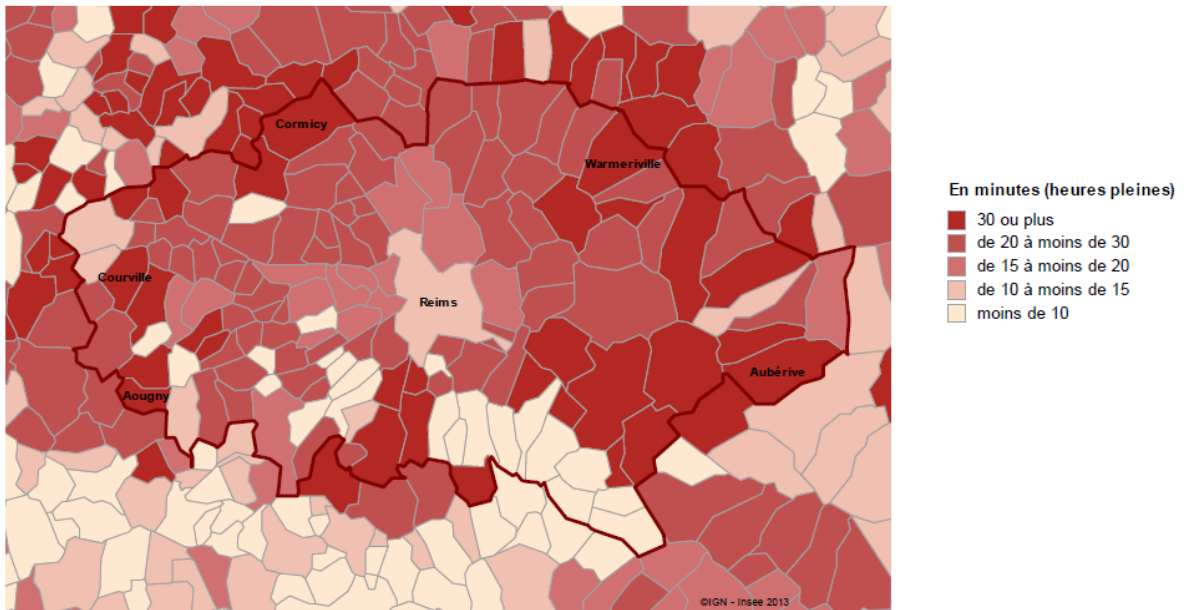 Cormicy
Warmeriville
Courville
Reims
Aubérive
Aougny
En minutes (heures pleines)
30 ou plus
de 20 à moins de 30
de 15 à moins de 20
de 10 à moins de 15
moins de 10
©IGN - Insee 2013